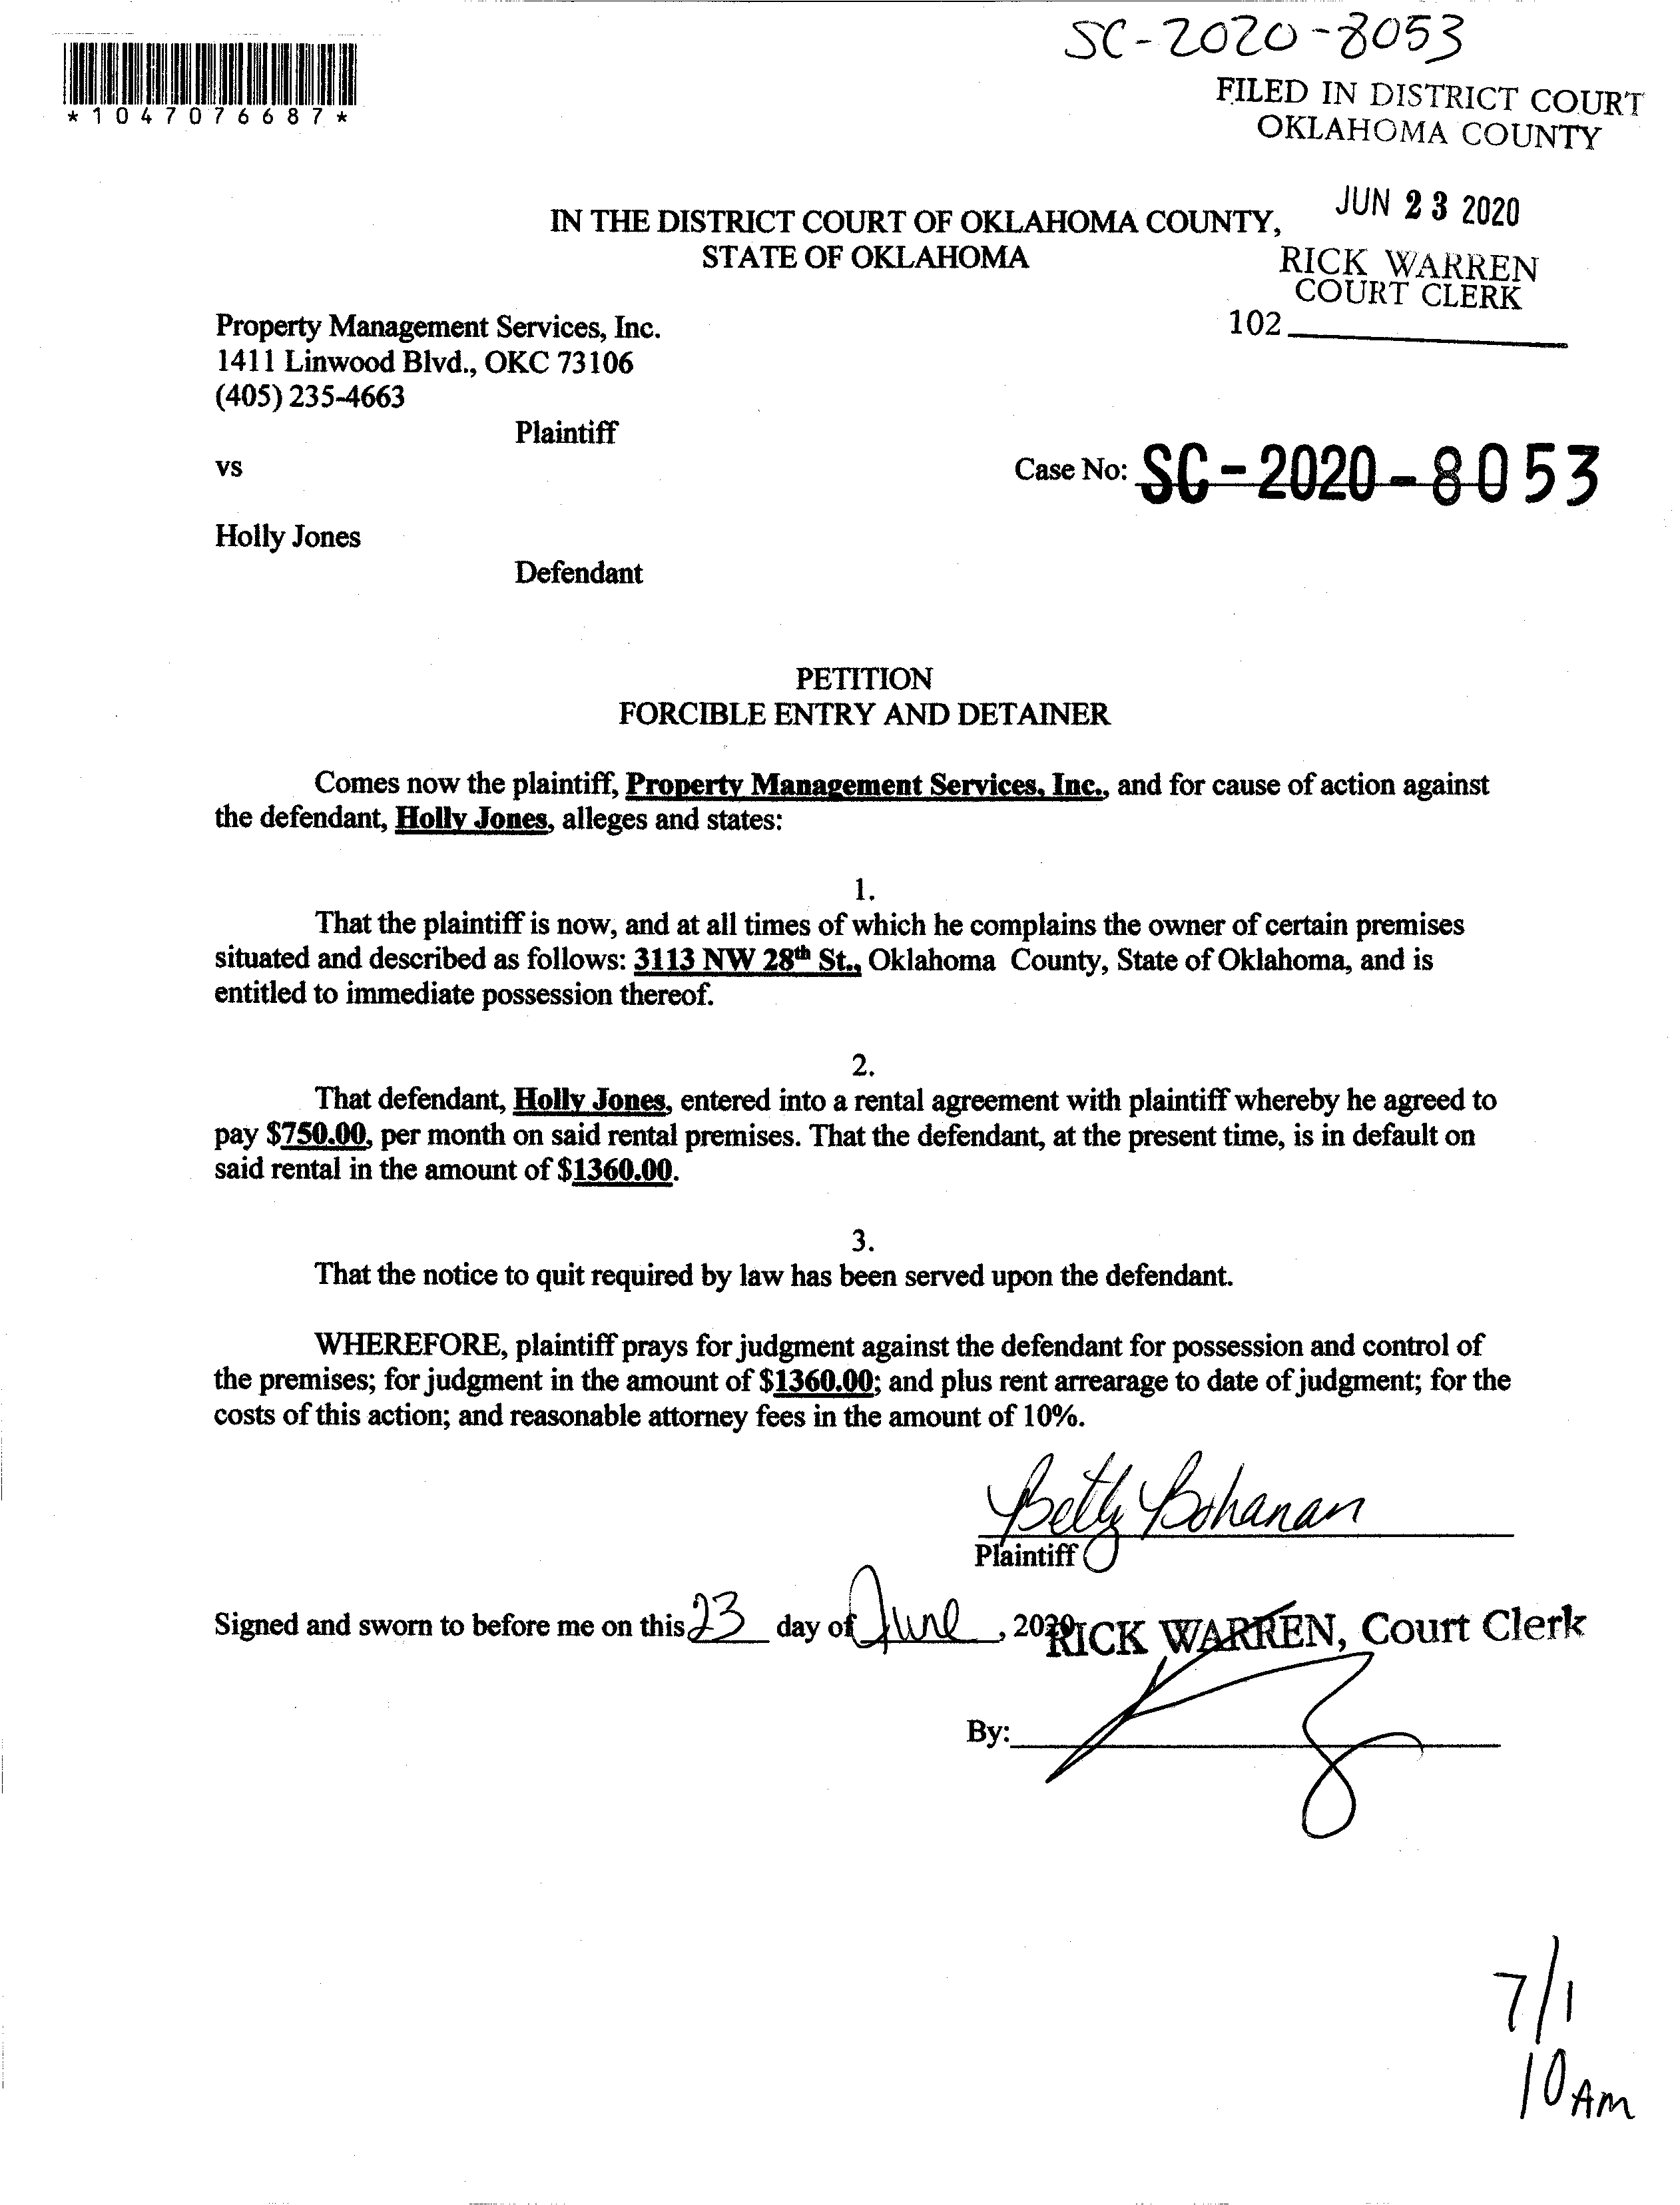 SC-2020-8053
*1047076687*
FILED IN DISTRICT COURT
OKLAHOMA COUNTY
JUN 23 2020
IN THE DISTRICT COURT OF OKLAHOMA COUNTY,
STATE OF OKLAHOMA
RICK WARREN
COURT CLERK
102
Property Management Services, Inc.
1411 Linwood Blvd., OKC 73106
(405) 235-4663
Plaintiff
vs
Case No: SC-2020-8053
Holly Jones
Defendant
PETITION
FORCIBLE ENTRY AND DETAINER
Comes now the plaintiff, Property Management Services, Inc., and for cause of action against
the defendant, Holly Jones, alleges and states:
1.
That the plaintiff is now, and at all times of which he complains the owner of certain premises
situated and described as follows: 3113 NW 28th St., Oklahoma County, State of Oklahoma, and is
entitled to immediate possession thereof.
2.
That defendant, Holly Jones, entered into a rental agreement with plaintiff whereby he agreed to
pay $750.00, per month on said rental premises. That the defendant, at the present time, is in default on
said rental in the amount of $1360.00.
3.
That the notice to quit required by law has been served upon the defendant.
WHEREFORE, plaintiff prays for judgment against the defendant for possession and control of
the premises; for judgment in the amount of $1360.00; and plus rent arrearage to date of judgment; for the
costs of this action; and reasonable attorney fees in the amount of 10%.
Betty Bohanan
Plaintiff
Signed and sworn to before me on this 23 day of June, 2020
RICK WARREN, Court Clerk
By:
7/1
10 AM